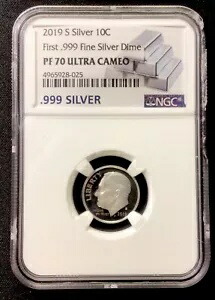 2019 S Silver 10C
First .999 Fine Silver Dime
PF 70 ULTRA CAMEO
4965928-025
.999 SILVER
NGC
LIBERTY